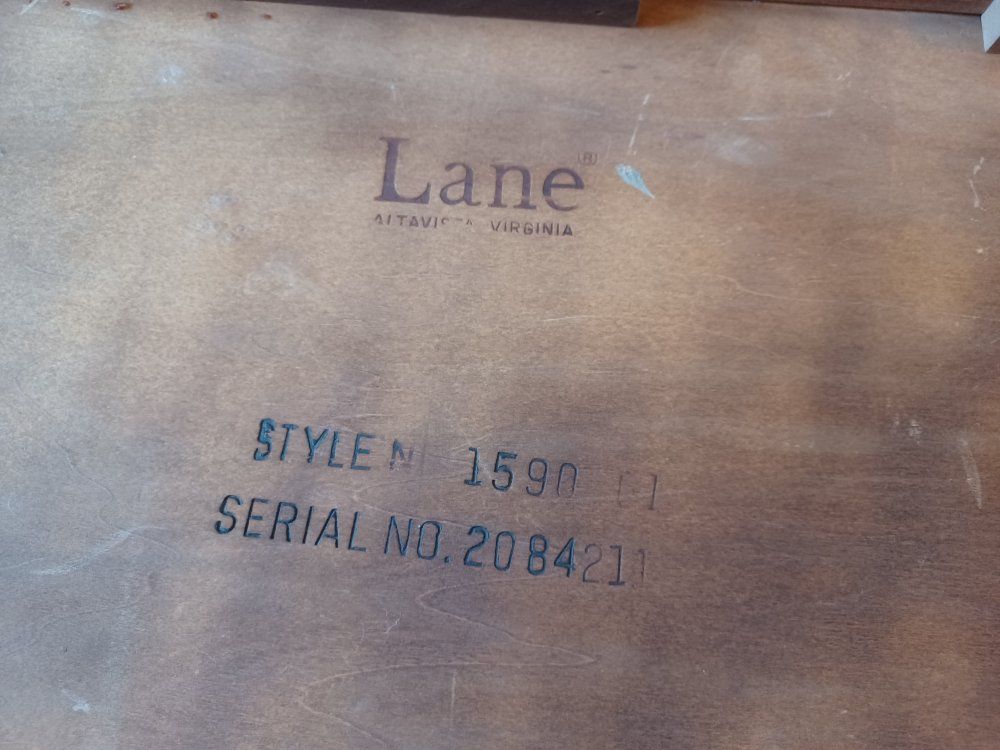 Lane®
ALTAVISTA VIRGINIA
STYLE N 1590
SERIAL NO. 2084211